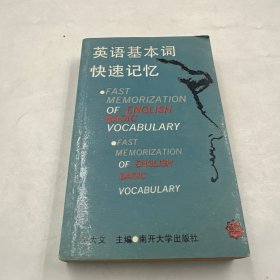 英语基本词
快速记忆
●FAST
MEMORIZATION
OF ENGLISH
BASIC
VOCABULARY
●FAST
MEMORIZATION
OF ENGLISH
BASIC
VOCABULARY
大文 主编●南开大学出版社